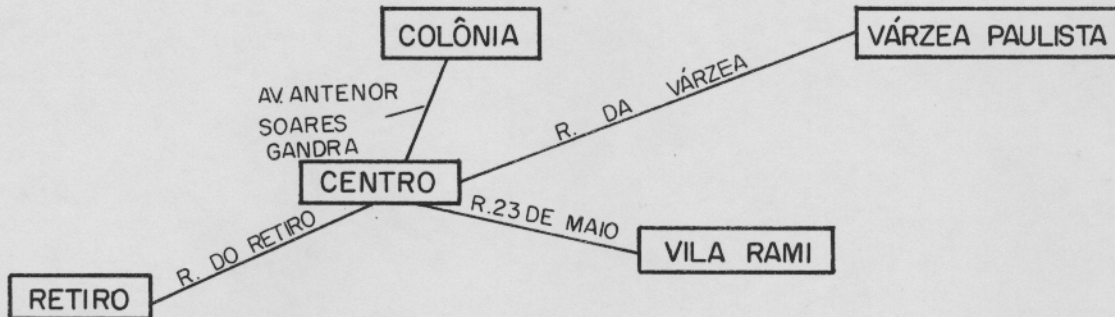 COLÔNIA
VÁRZEA PAULISTA
AV. ANTENOR
SOARES
GANDRA
R. DA VÁRZEA
CENTRO
R. 23 DE MAIO
R. DO RETIRO
VILA RAMI
RETIRO